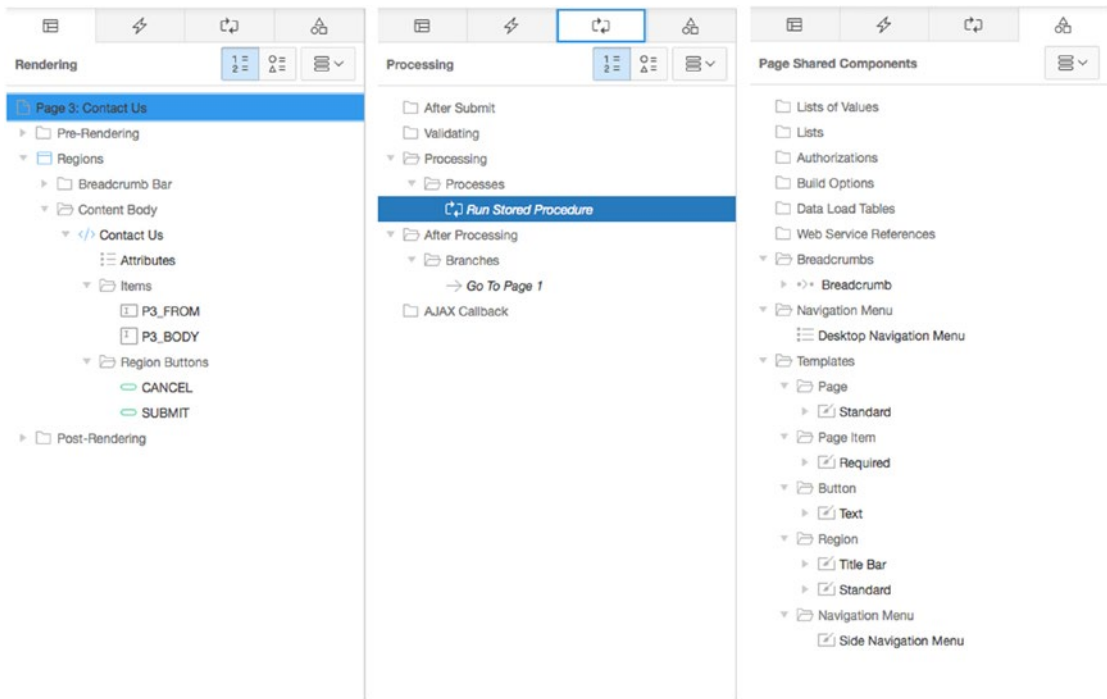 Rendering
Page 3: Contact Us
Pre-Rendering
Regions
Breadcrumb Bar
Content Body
Contact Us
Attributes
Items
P3_FROM
P3_BODY
Region Buttons
CANCEL
SUBMIT
Post-Rendering
Processing
After Submit
Validating
Processing
Processes
Run Stored Procedure
After Processing
Branches
Go To Page 1
AJAX Callback
Page Shared Components
Lists of Values
Lists
Authorizations
Build Options
Data Load Tables
Web Service References
Breadcrumbs
Breadcrumb
Navigation Menu
Desktop Navigation Menu
Templates
Page
Standard
Page Item
Required
Button
Text
Region
Title Bar
Standard
Navigation Menu
Side Navigation Menu